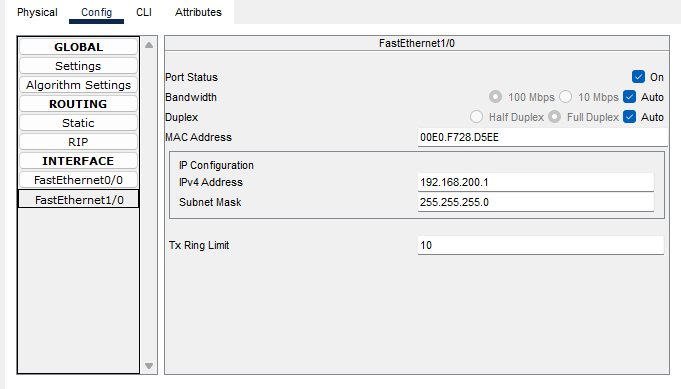 Physical Config CLI Attributes
GLOBAL
Settings
Algorithm Settings
ROUTING
Static
RIP
INTERFACE
FastEthernet0/0
FastEthernet1/0
FastEthernet1/0
Port Status On
Bandwidth 100 Mbps 10 Mbps Auto
Duplex Half Duplex Full Duplex Auto
MAC Address 00E0.F728.D5EE
IP Configuration
IPv4 Address 192.168.200.1
Subnet Mask 255.255.255.0
Tx Ring Limit 10